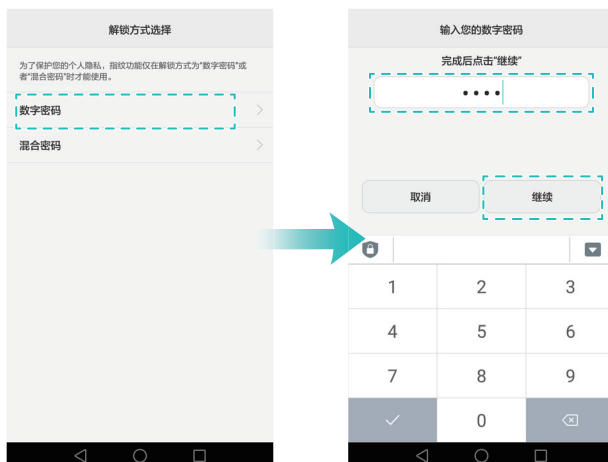 解锁方式选择
为了保护您的个人隐私，指纹功能仅在解锁方式为“数字密码”或
者“混合密码”时才能使用。
数字密码
混合密码
输入您的数字密码
完成后点击“继续”
取消 继续
1 2 3
4 5 6
7 8 9
0